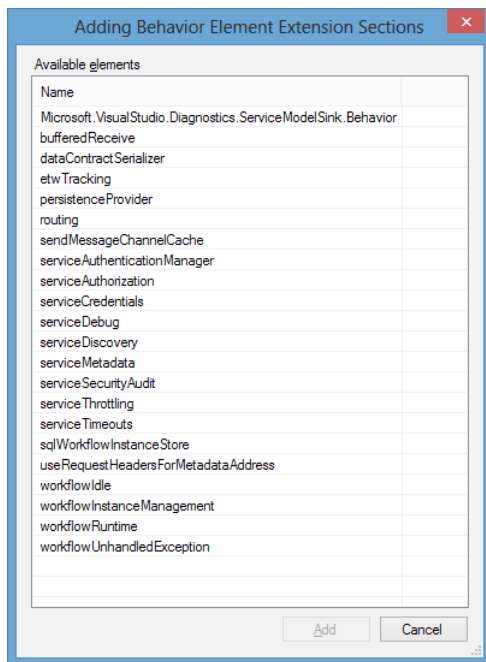 Adding Behavior Element Extension Sections
Available elements
Name
Microsoft.VisualStudio.Diagnostics.ServiceModelSink.Behavior
bufferedReceive
dataContractSerializer
etwTracking
persistenceProvider
routing
sendMessageChannelCache
serviceAuthenticationManager
serviceAuthorization
serviceCredentials
serviceDebug
serviceDiscovery
serviceMetadata
serviceSecurityAudit
serviceThrottling
serviceTimeouts
sqlWorkflowInstanceStore
useRequestHeadersForMetadataAddress
workflowIdle
workflowInstanceManagement
workflowRuntime
workflowUnhandledException
Add Cancel